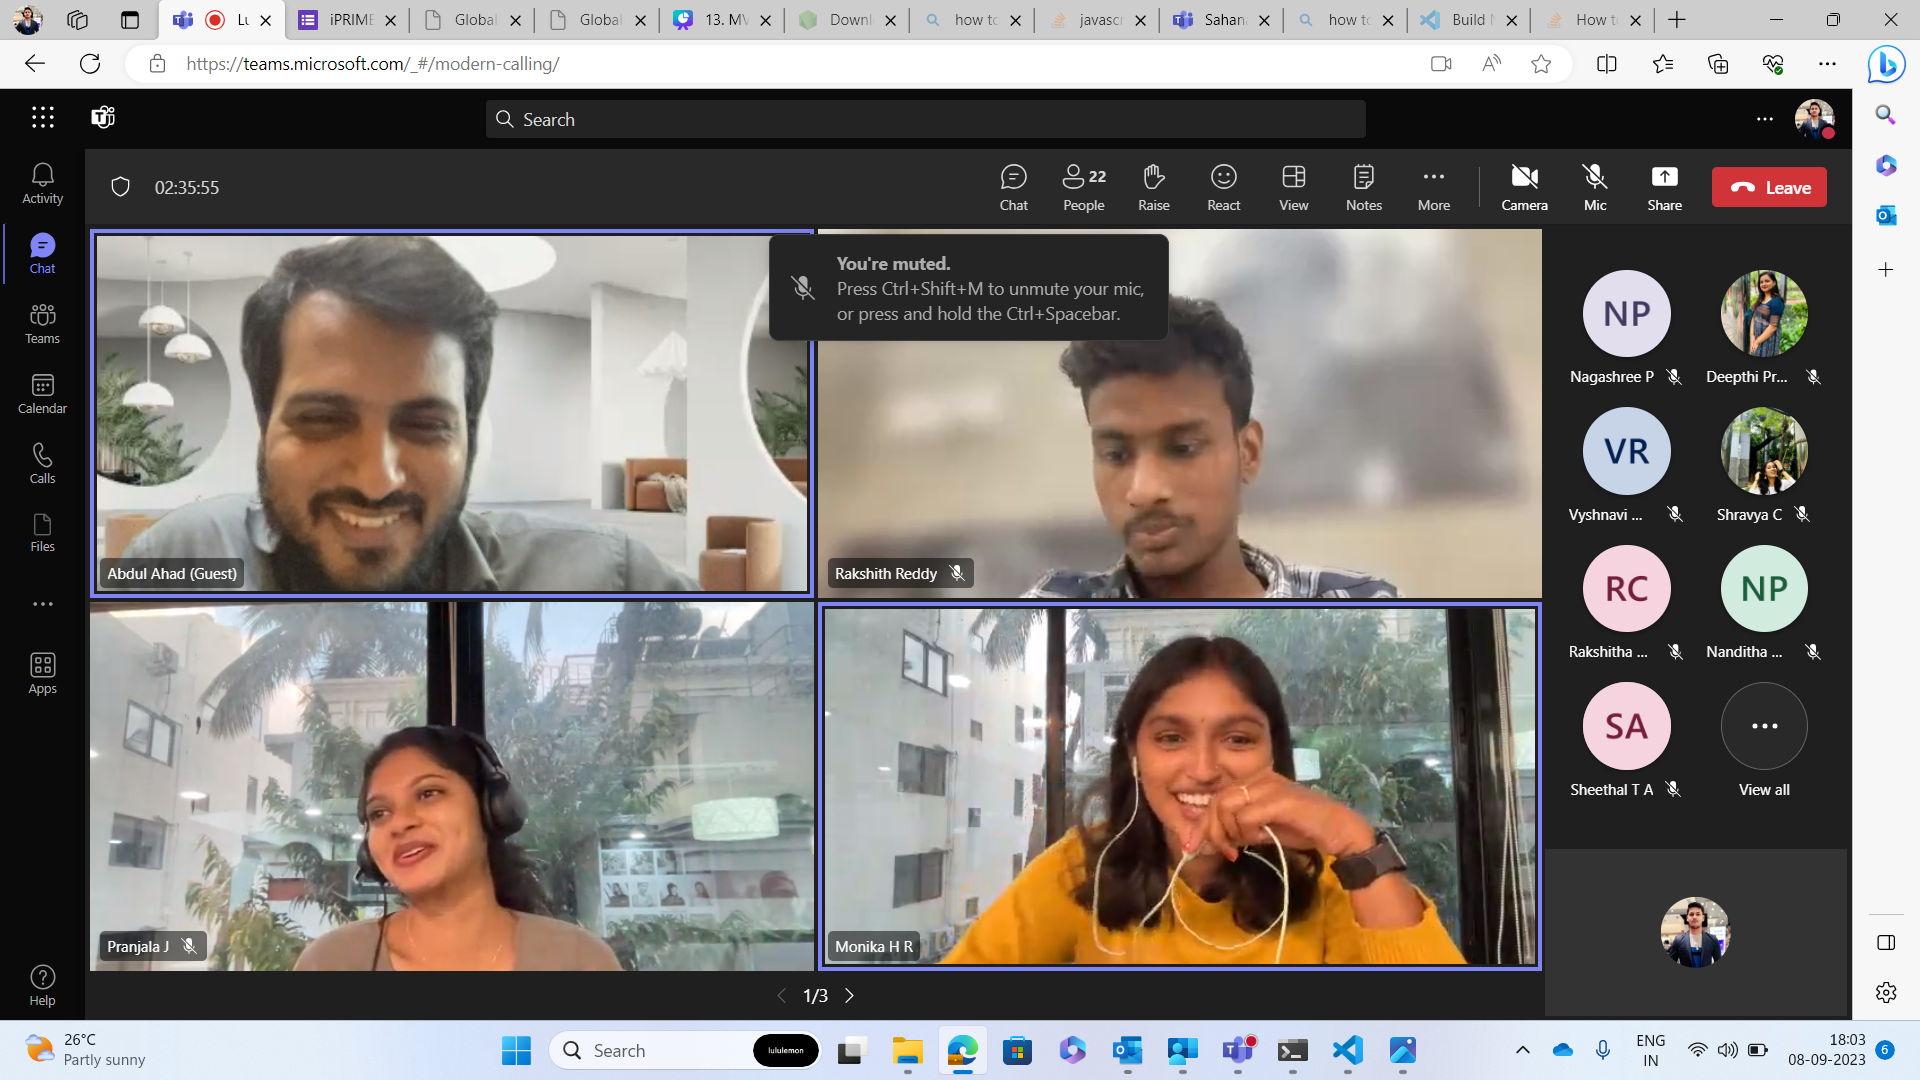 Lu
iPRIME
Global
Global
13. MV
Downl
how to
javascr
Sahan
how to
Build N
How to
https://teams.microsoft.com/_#/modern-calling/
Search
02:35:55
Chat
People
22
Raise
React
View
Notes
More
Camera
Mic
Share
Leave
Activity
Chat
Teams
Calendar
Calls
Files
Apps
Help
You're muted.
Press Ctrl+Shift+M to unmute your mic,
or press and hold the Ctrl+Spacebar.
Abdul Ahad (Guest)
Rakshith Reddy
Pranjala J
Monika H R
NP
Nagashree P
Deepthi Pr...
VR
Vyshnavi ...
Shravya C
RC
Rakshitha ...
NP
Nanditha ...
SA
Sheethal T A
View all
1/3
26°C
Partly sunny
Search
lululemon
ENG
IN
18:03
08-09-2023
6